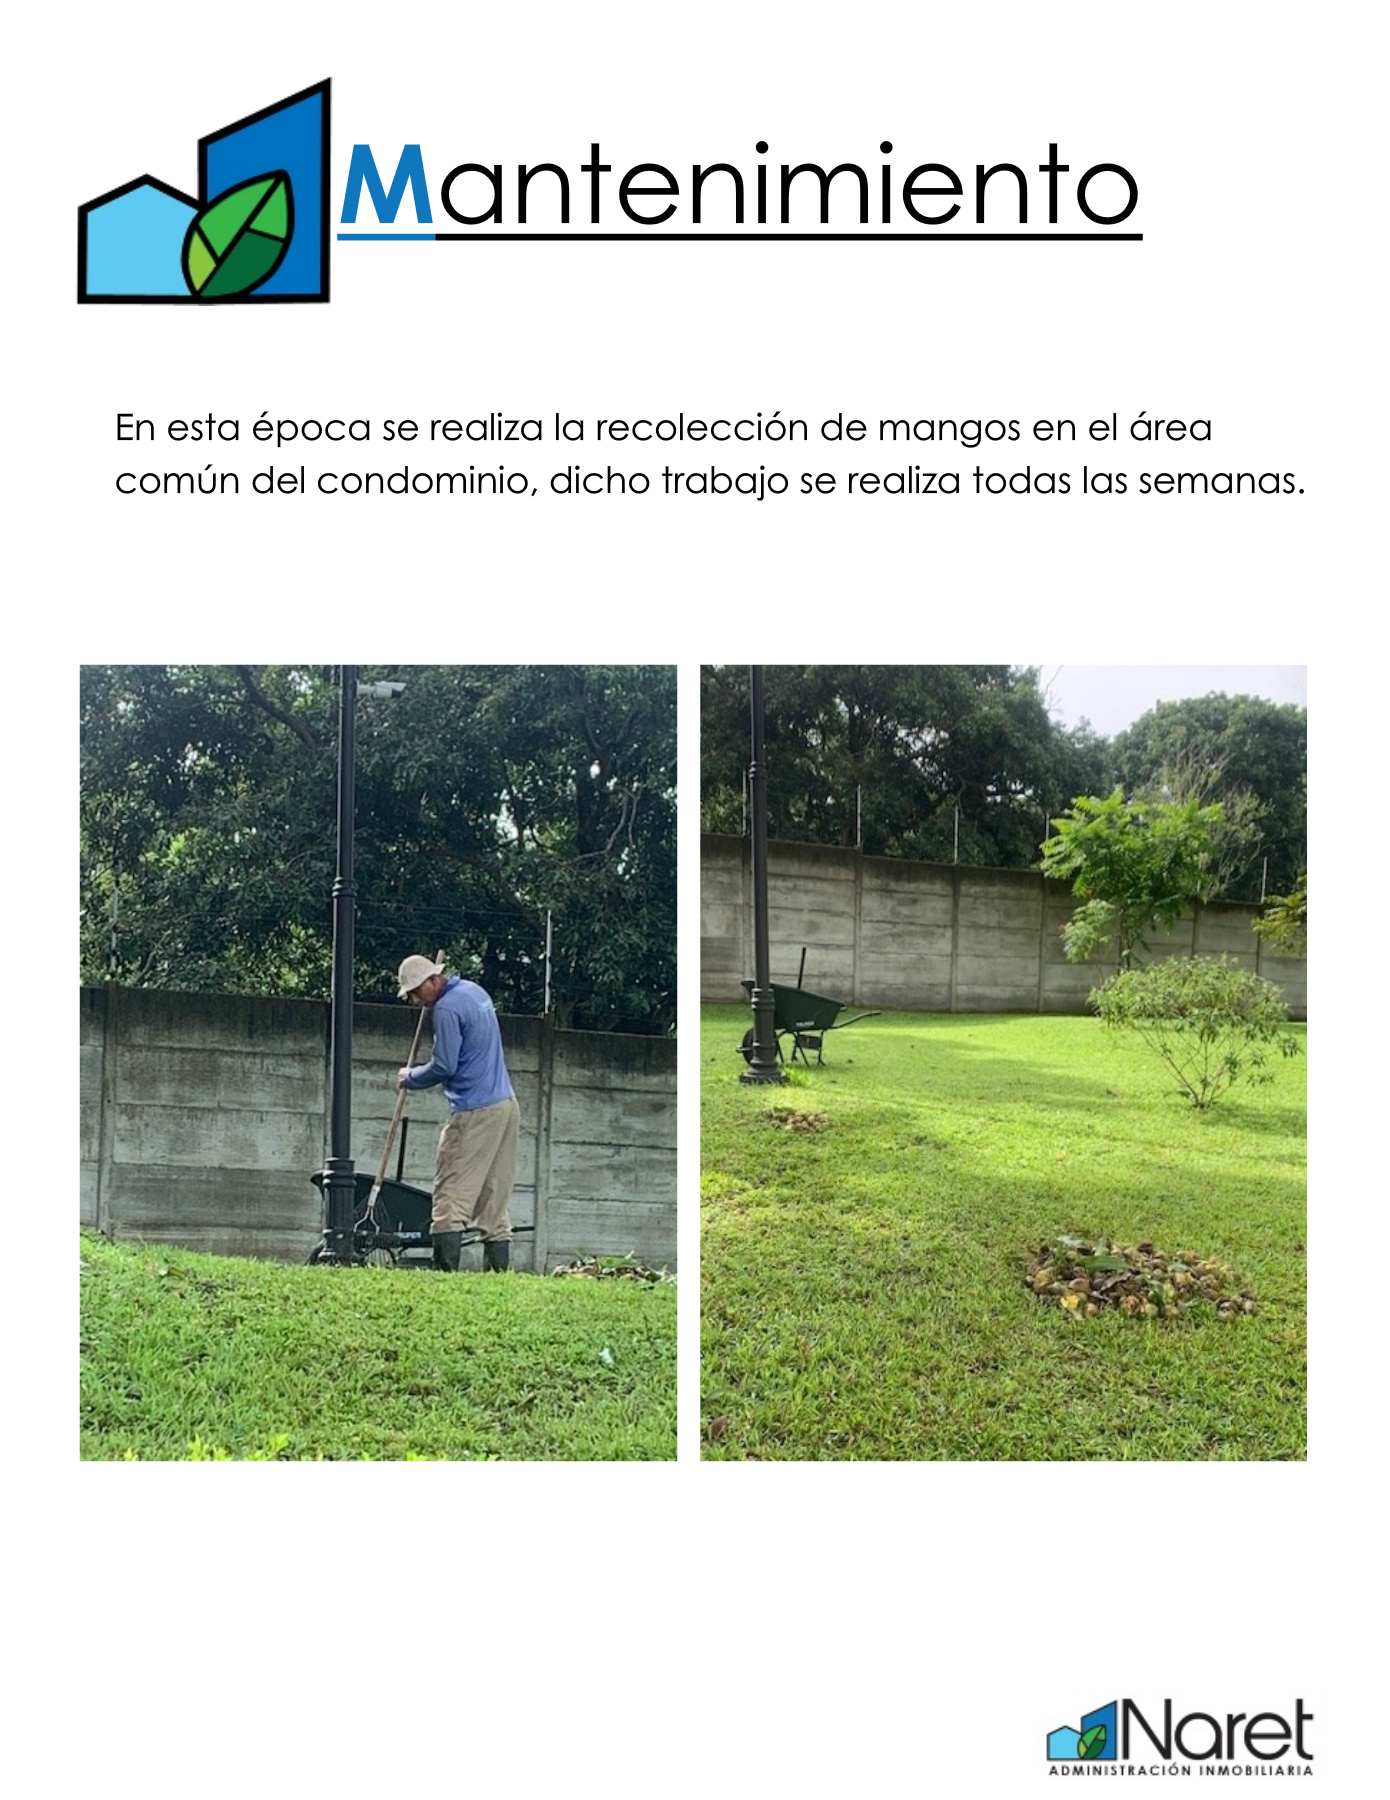 Mantenimiento
En esta época se realiza la recolección de mangos en el área
común del condominio, dicho trabajo se realiza todas las semanas.
Naret
ADMINISTRACIÓN INMOBILIARIA